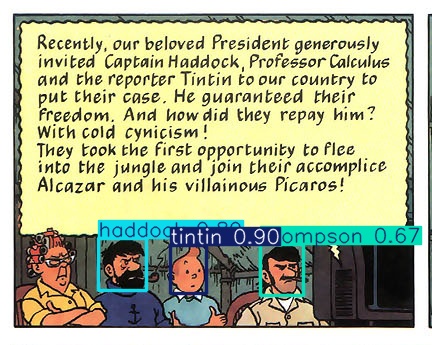 Recently, our beloved President generously
invited Captain Haddock, Professor Calculus
and the reporter Tintin to our country to
put their case. He guaranteed their
freedom. And how did they repay him?
With cold cynicism!
They took the first opportunity to flee
into the jungle and join their accomplice
Alcazar and his villainous Picaros!
tintin 0.90
ompson 0.67